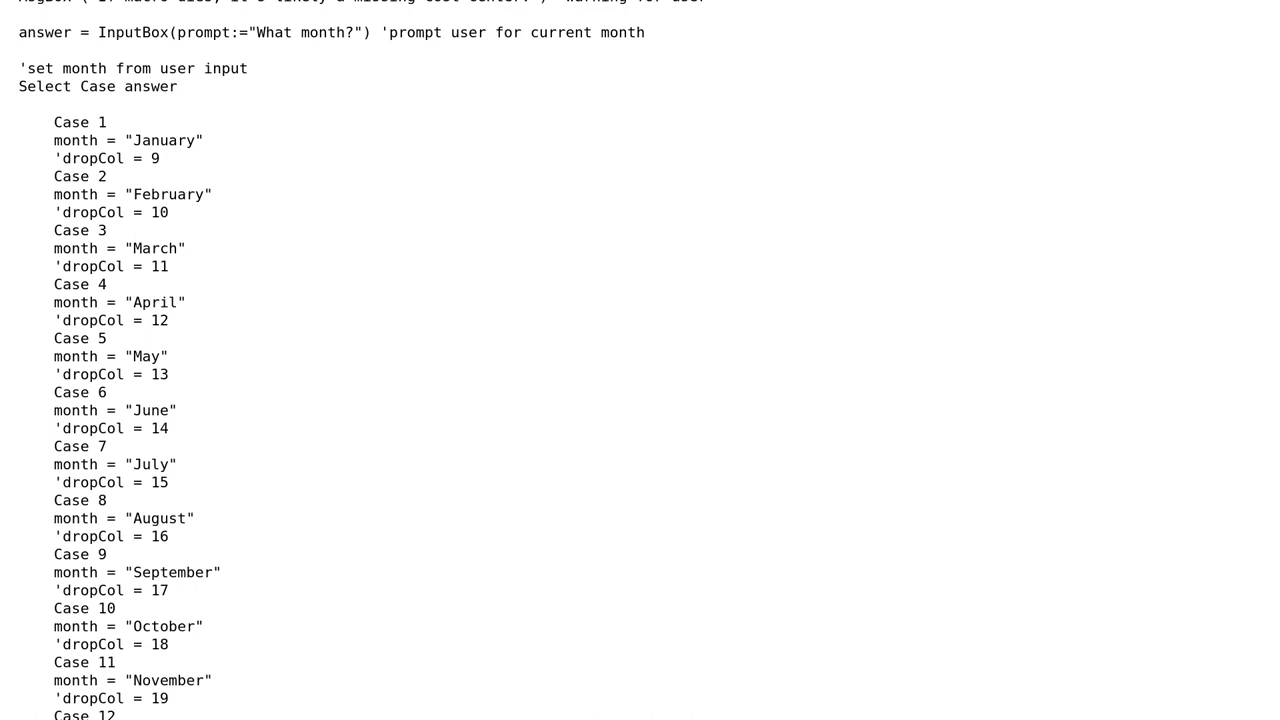 answer = InputBox(prompt:="What month?") 'prompt user for current month
'set month from user input
Select Case answer
Case 1
month = "January"
'dropCol = 9
Case 2
month = "February"
'dropCol = 10
Case 3
month = "March"
'dropCol = 11
Case 4
month = "April"
'dropCol = 12
Case 5
month = "May"
'dropCol = 13
Case 6
month = "June"
'dropCol = 14
Case 7
month = "July"
'dropCol = 15
Case 8
month = "August"
'dropCol = 16
Case 9
month = "September"
'dropCol = 17
Case 10
month = "October"
'dropCol = 18
Case 11
month = "November"
'dropCol = 19
Case 12